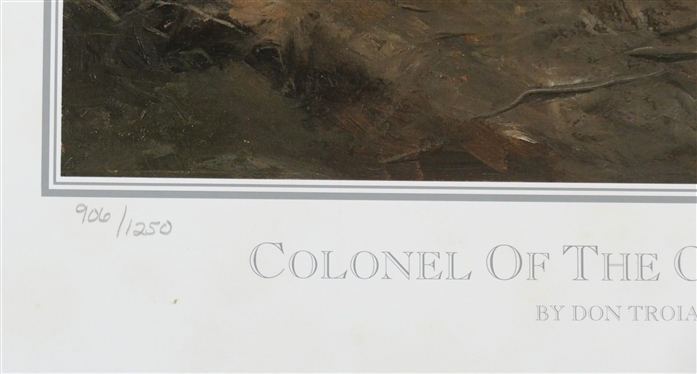 906/1250
COLONEL OF THE C
BY DON TROIA